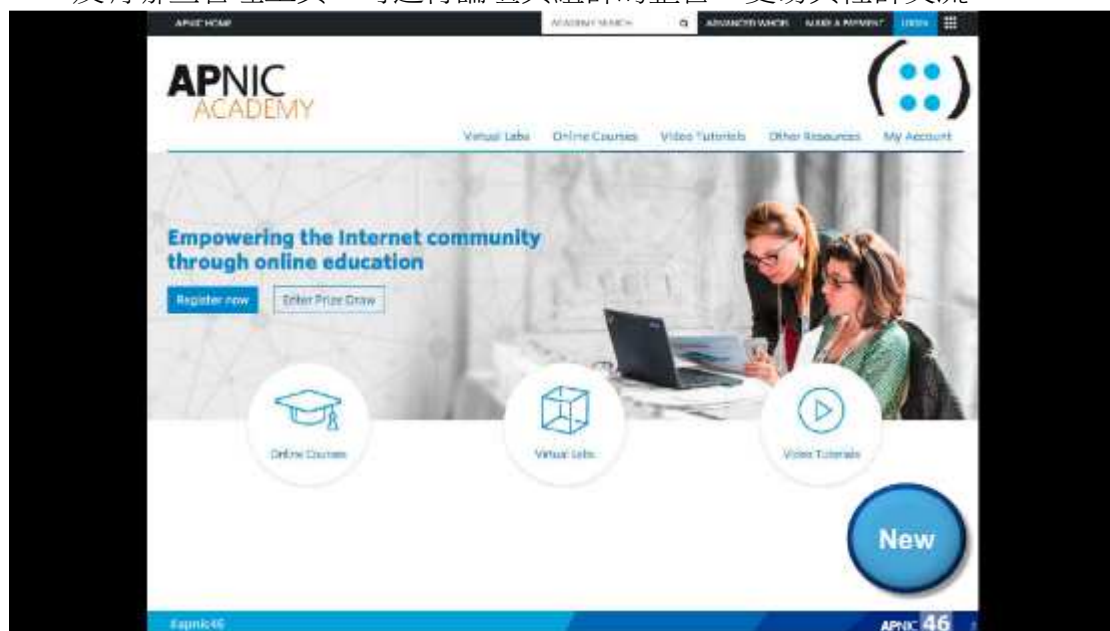 APNIC HOME
ACADEMY SEARCH
ADVANCED WHOIS
MAKE A PAYMENT
LOGIN
APNIC
ACADEMY
Virtual Labs
Online Courses
Video Tutorials
Other Resources
My Account
Empowering the Internet community
through online education
Register now
Enter Prize Draw
Online Courses
Virtual Labs
Video Tutorials
New
#apnic46
APNIC 46